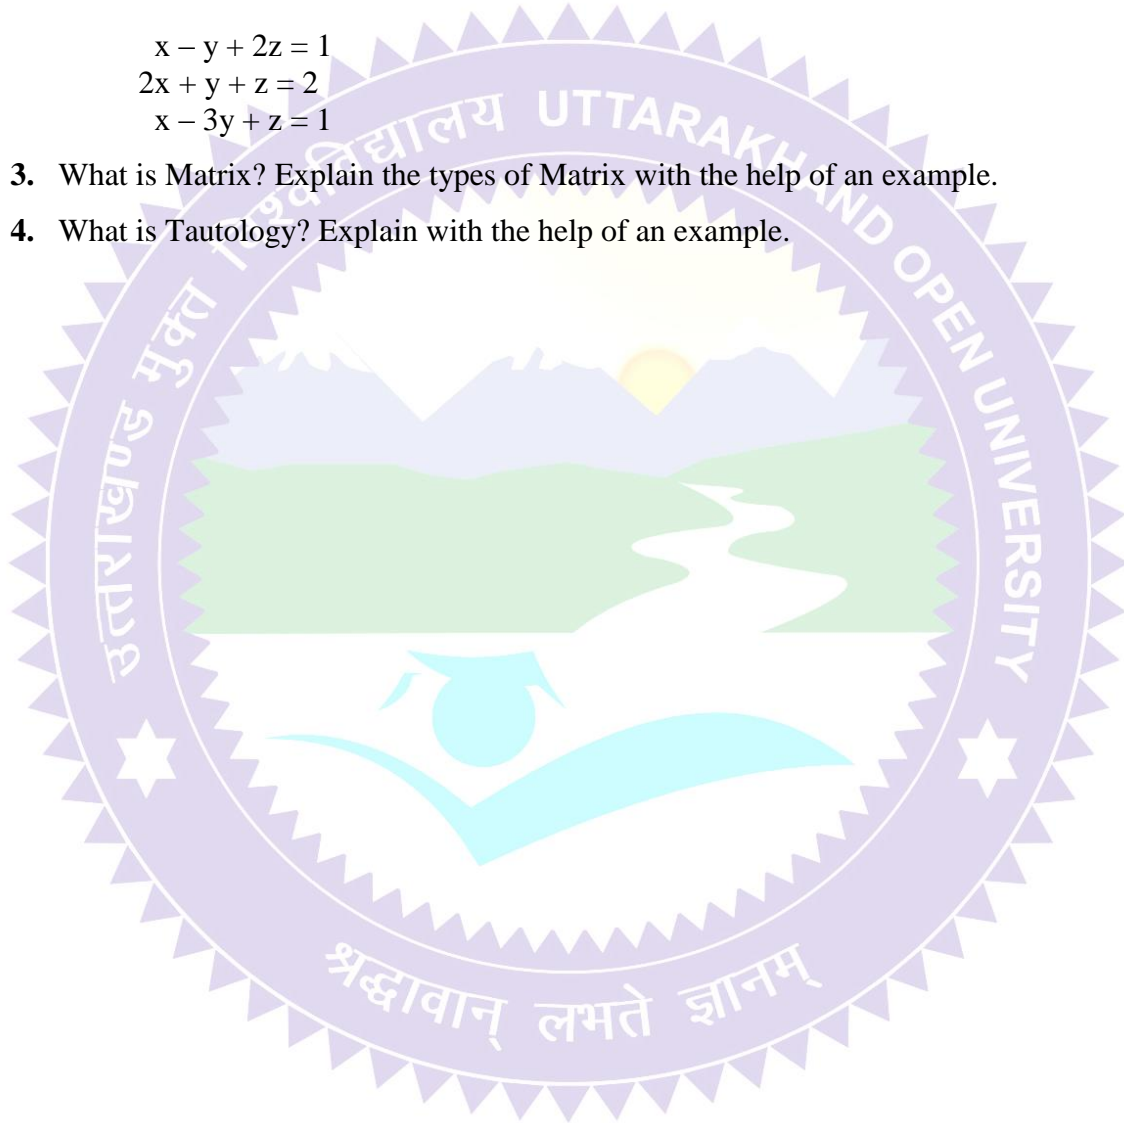 x – y + 2z = 1
2x + y + z = 2
x – 3y + z = 1
3. What is Matrix? Explain the types of Matrix with the help of an example.
4. What is Tautology? Explain with the help of an example.
उत्तराखण्ड मुक्त विश्वविद्यालय UTTARAKHAND OPEN UNIVERSITY
श्रद्धावान् लभते ज्ञानम्